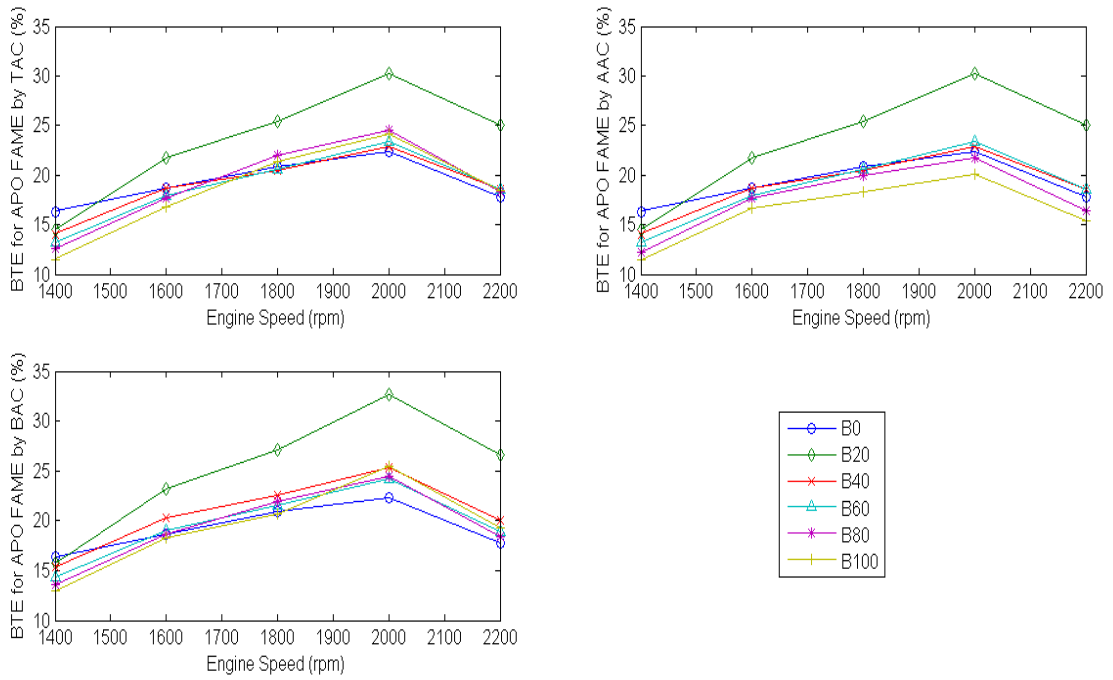 BTE for APO FAME by TAC (%)
35
30
25
20
15
10
1400 1500 1600 1700 1800 1900 2000 2100 2200
Engine Speed (rpm)
BTE for APO FAME by AAC (%)
35
30
25
20
15
10
1400 1500 1600 1700 1800 1900 2000 2100 2200
Engine Speed (rpm)
BTE for APO FAME by BAC (%)
35
30
25
20
15
10
1400 1500 1600 1700 1800 1900 2000 2100 2200
Engine Speed (rpm)
B0
B20
B40
B60
B80
B100